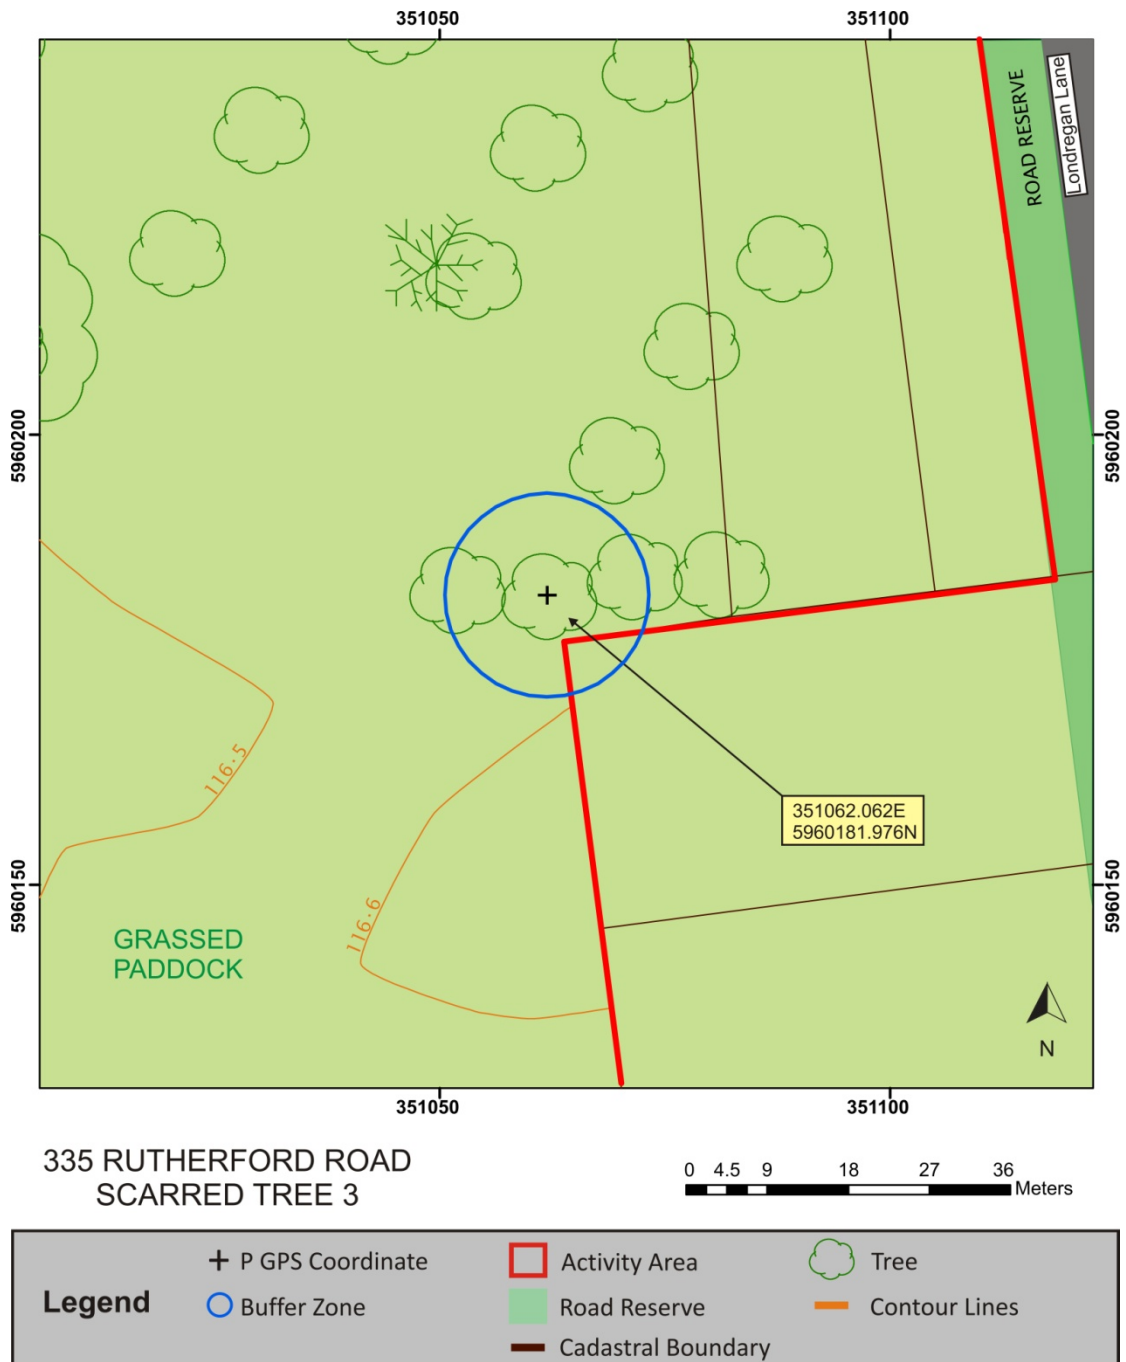 351050
351100
ROAD RESERVE
Londregan Lane
5960200
5960200
116.5
351062.062E
5960181.976N
5960150
5960150
116.6
GRASSED
PADDOCK
N
351050
351100
335 RUTHERFORD ROAD
SCARRED TREE 3
0 4.5 9 18 27 36
Meters
Legend
P GPS Coordinate
Activity Area
Tree
Buffer Zone
Road Reserve
Contour Lines
Cadastral Boundary